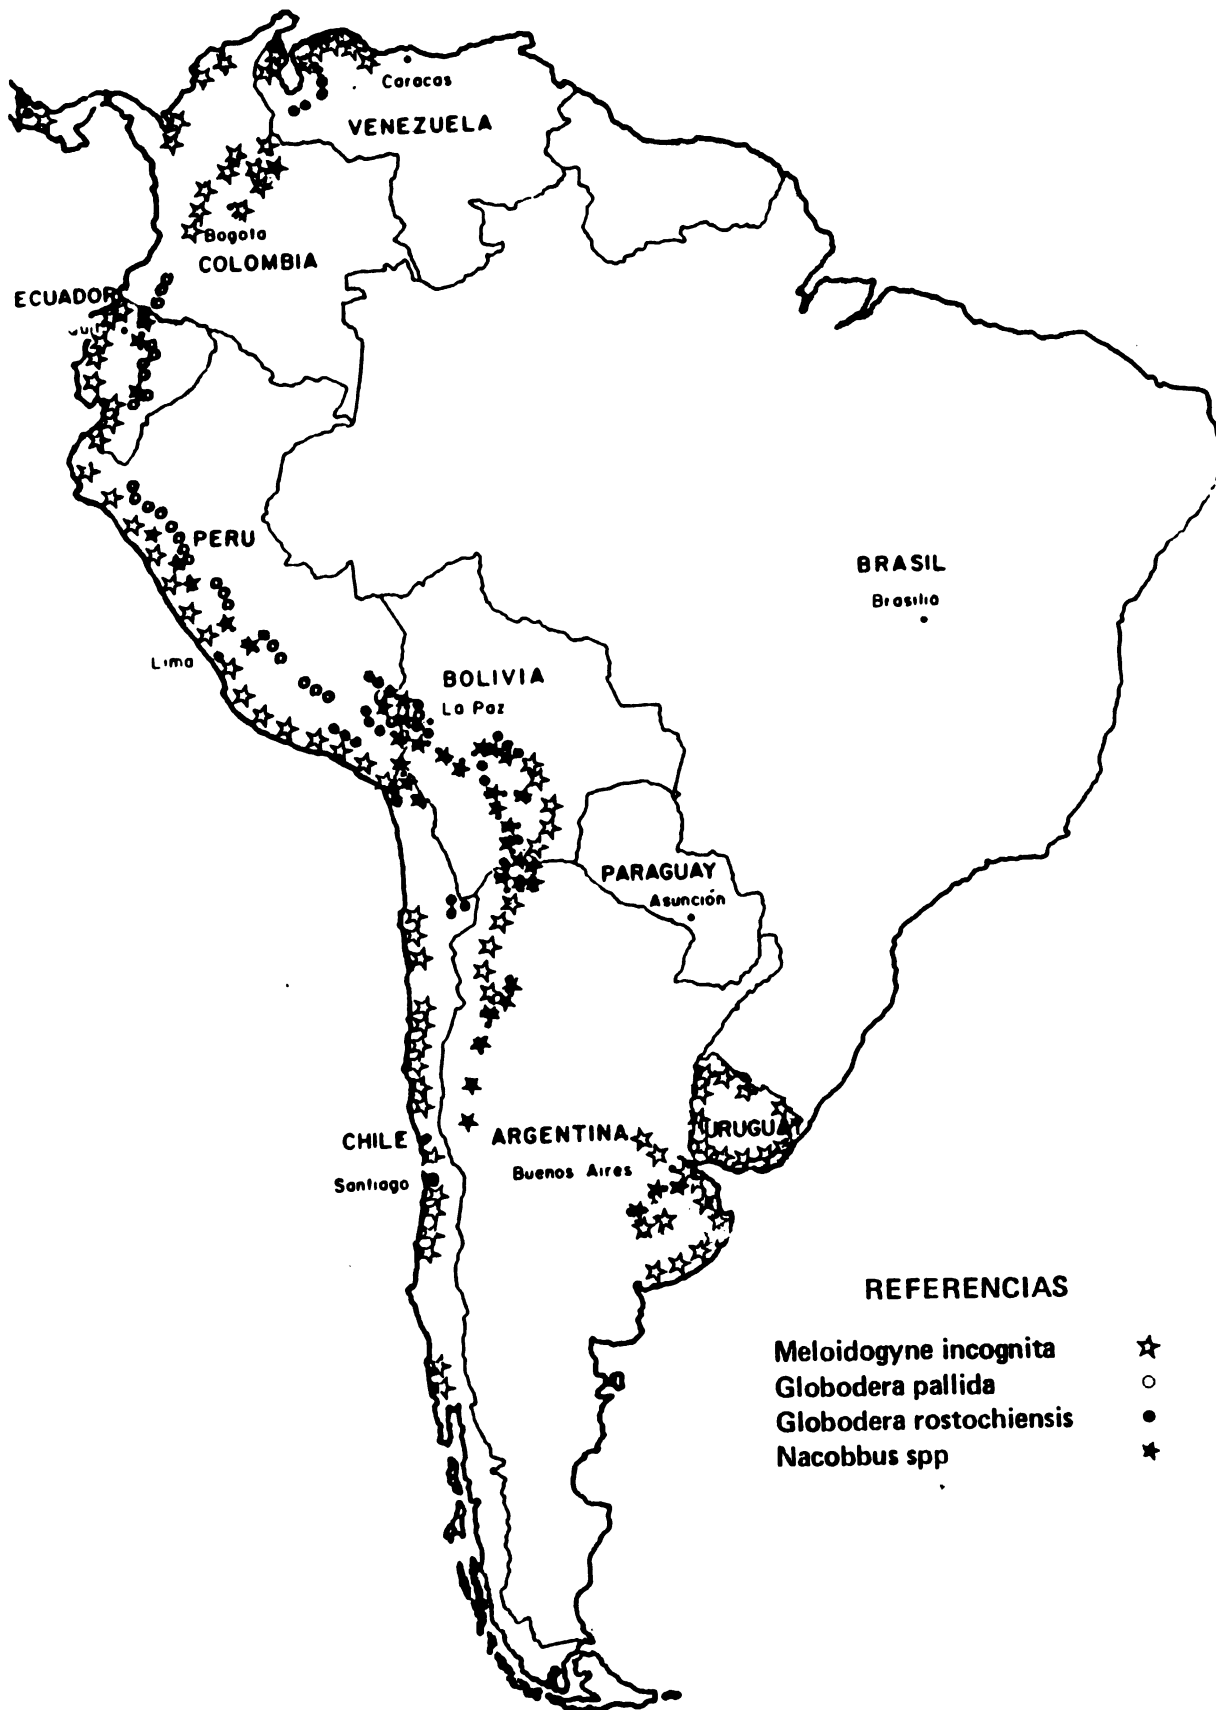 Caracas
VENEZUELA
Bogota
COLOMBIA
ECUADOR
PERU
BRASIL
Brasilia
Lima
BOLIVIA
La Paz
PARAGUAY
Asunción
CHILE
ARGENTINA
URUGUAY
Santiago
Buenos Aires
REFERENCIAS
Meloidogyne incognita
Globodera pallida
Globodera rostochiensis
Nacobbus spp